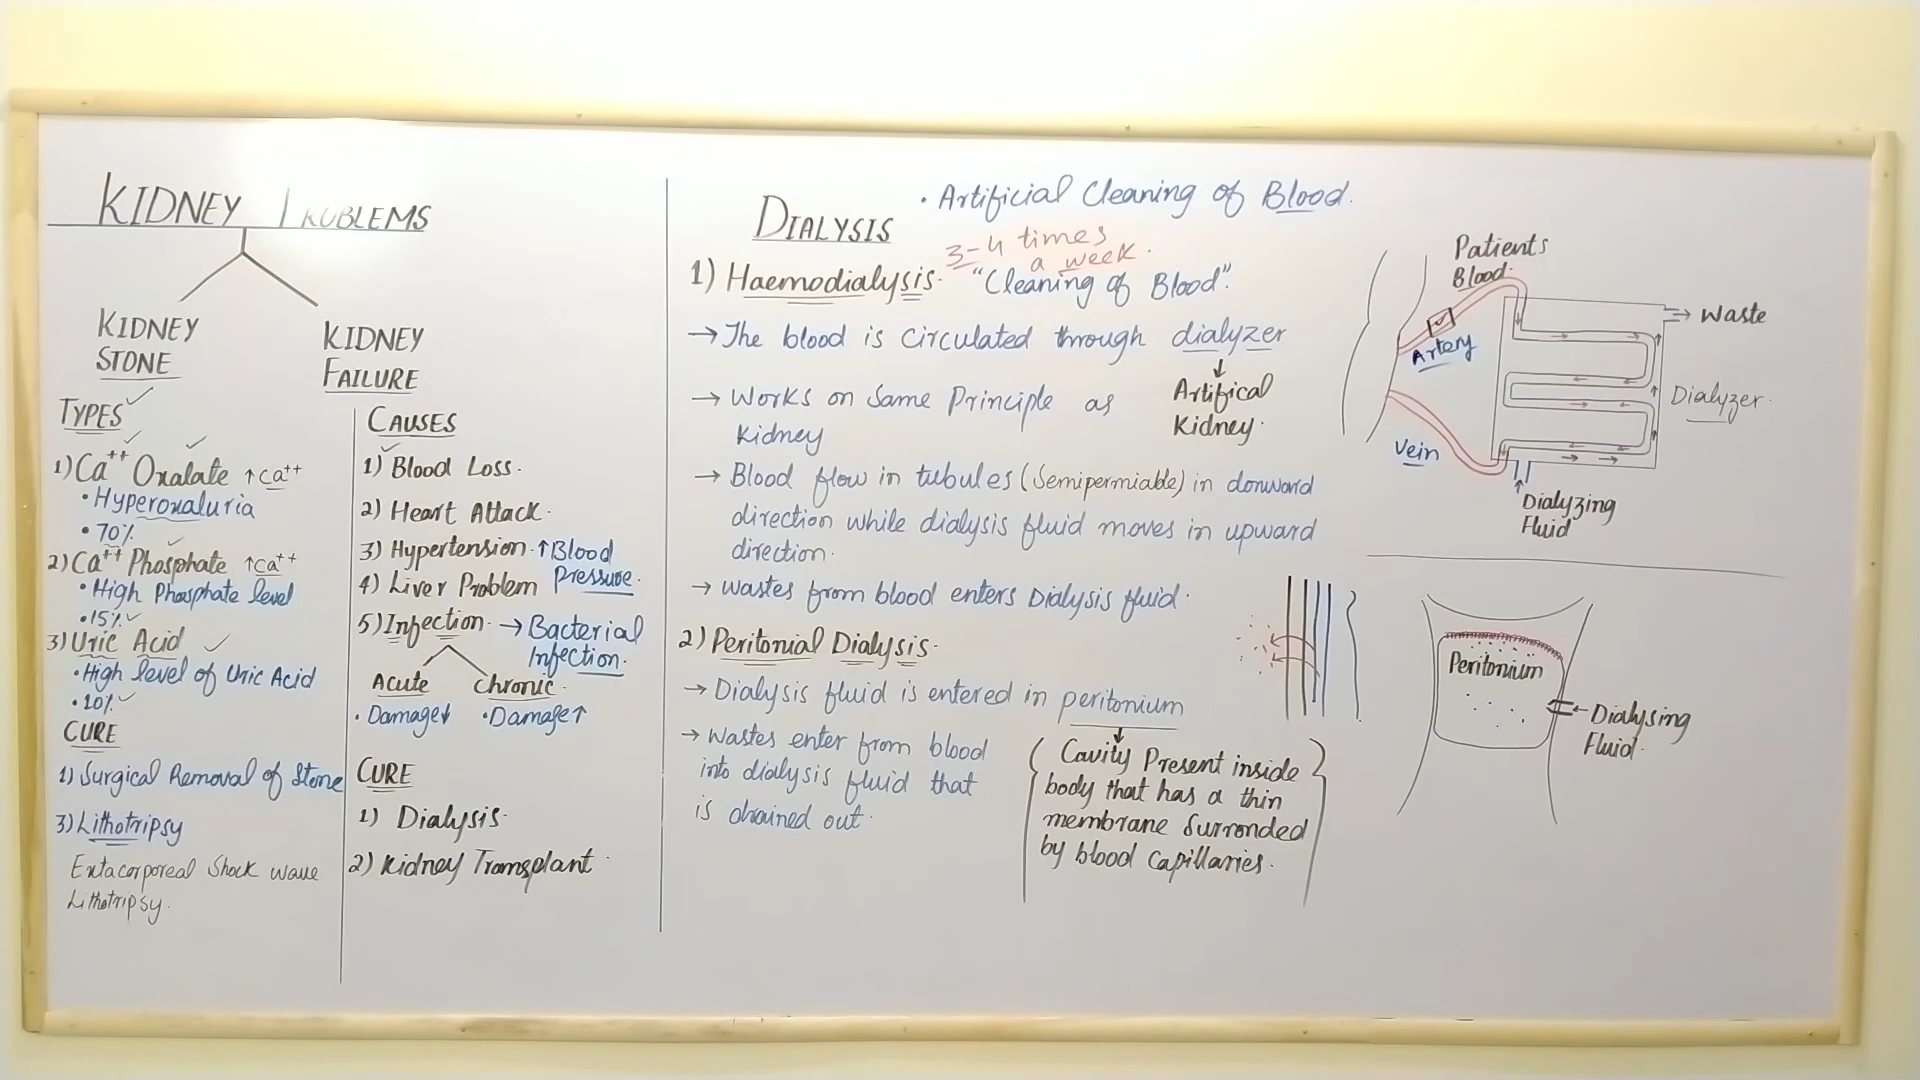 KIDNEY PROBLEMS
KIDNEY
STONE
KIDNEY
FAILURE
TYPES
1) Ca++ Oxalate ↑Ca++
• Hyperoxaluria
• 70%
2) Ca++ Phosphate ↑Ca++
• High Phosphate level
• 15%
3) Uric Acid
• High level of Uric Acid
• 10%
CURE
1) Surgical Removal of Stone
3) Lithotripsy
Extacorporeal Shock wave
Lithotripsy.
CAUSES
1) Blood Loss.
2) Heart Attack.
3) Hypertension. ↑Blood
Pressure.
4) Liver Problem
5) Infection. → Bacterial
Infection.
Acute
• Damage↓
Chronic.
• Damage↑
CURE
1) Dialysis.
2) Kidney Transplant.
DIALYSIS
• Artificial Cleaning of Blood.
3-4 times
a week.
1) Haemodialysis. "Cleaning of Blood".
→ The blood is circulated through dialyzer
↓
Artifical
Kidney.
→ Works on Same Principle as
Kidney
→ Blood flow in tubules (Semipermiable) in donward
direction while dialysis fluid moves in upward
direction.
→ wastes from blood enters Dialysis fluid.
2) Peritonial Dialysis.
→ Dialysis fluid is entered in peritonium
→ wastes enter from blood
into dialysis fluid that
is drained out.
Cavity Present inside
body that has a thin
membrane Surronded
by blood Capillaries.
Patients
Blood.
Artery
Vein
→ Waste
Dialyzer.
Dialyzing
Fluid
Peritonium
← Dialysing
Fluid.